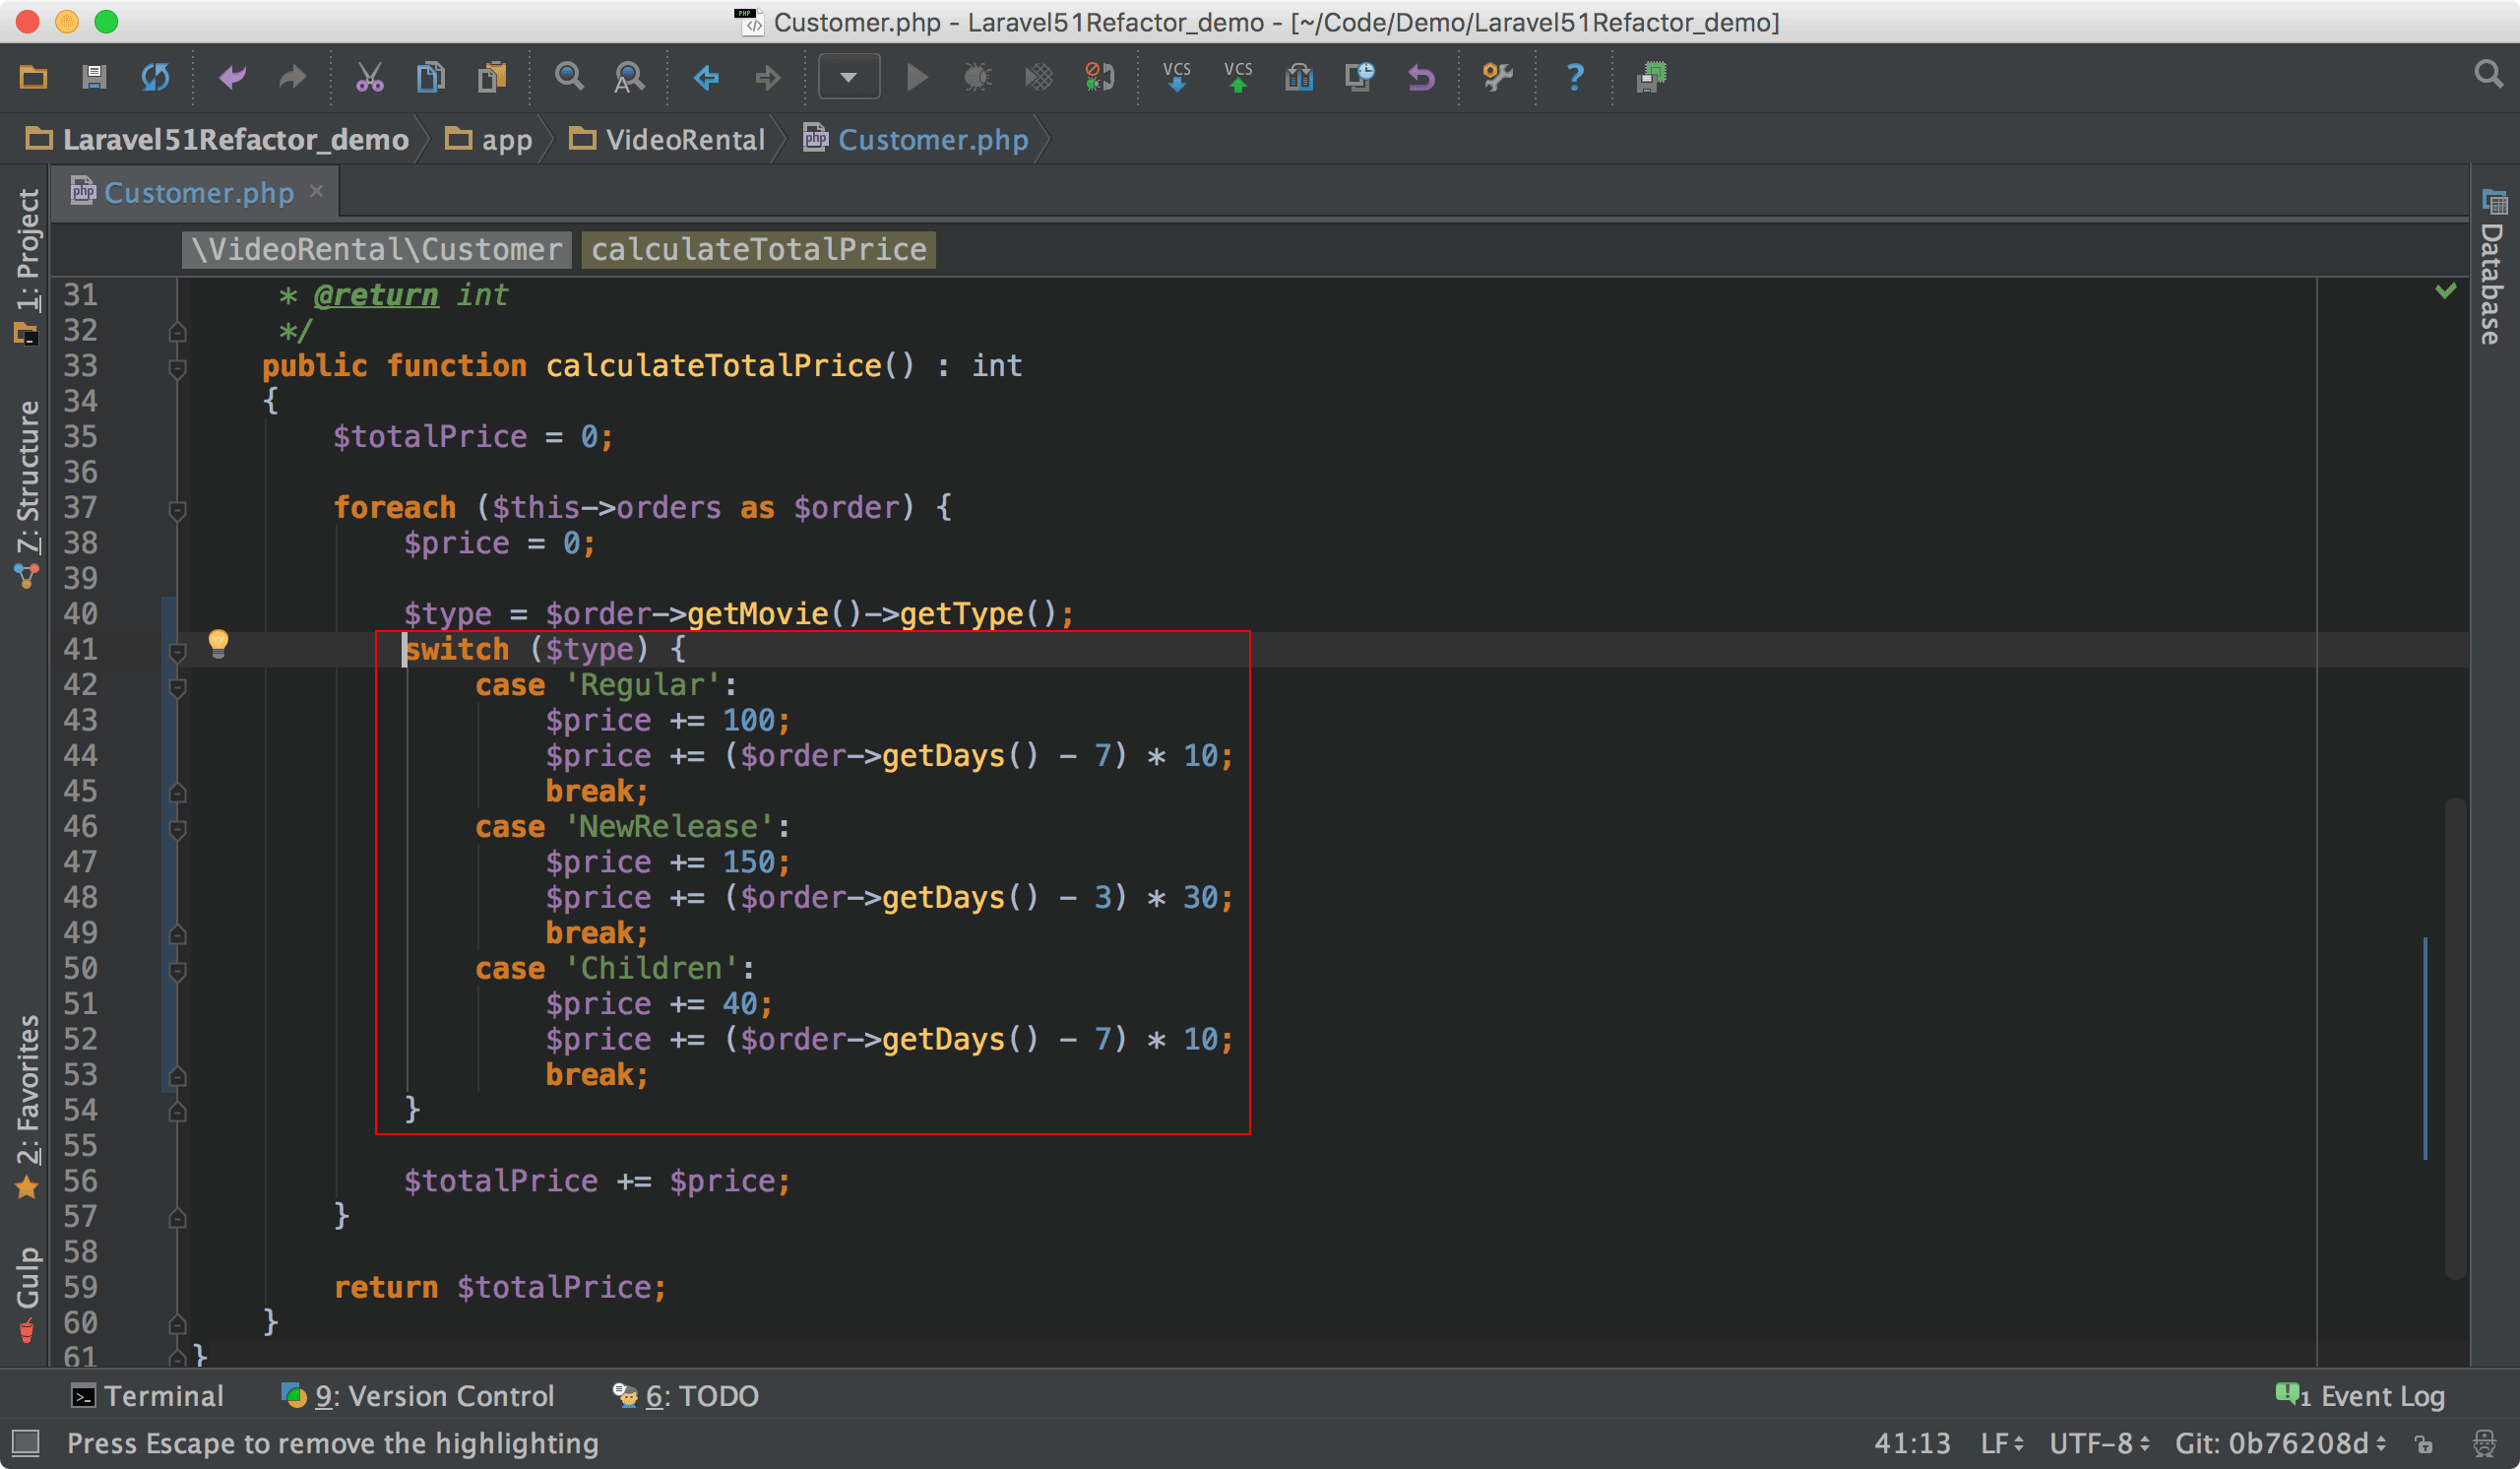 Customer.php - Laravel51Refactor_demo - [~/Code/Demo/Laravel51Refactor_demo]
VCS VCS ?
Laravel51Refactor_demo app VideoRental Customer.php
Customer.php ×
\VideoRental\Customer calculateTotalPrice
1: Project
7: Structure
2: Favorites
Gulp
Database
31 * @return int
32 */
33 public function calculateTotalPrice() : int
34 {
35 $totalPrice = 0;
36
37 foreach ($this->orders as $order) {
38 $price = 0;
39
40 $type = $order->getMovie()->getType();
41 switch ($type) {
42 case 'Regular':
43 $price += 100;
44 $price += ($order->getDays() - 7) * 10;
45 break;
46 case 'NewRelease':
47 $price += 150;
48 $price += ($order->getDays() - 3) * 30;
49 break;
50 case 'Children':
51 $price += 40;
52 $price += ($order->getDays() - 7) * 10;
53 break;
54 }
55
56 $totalPrice += $price;
57 }
58
59 return $totalPrice;
60 }
61 }
Terminal 9: Version Control 6: TODO 1 Event Log
Press Escape to remove the highlighting 41:13 LF UTF-8 Git: 0b76208d